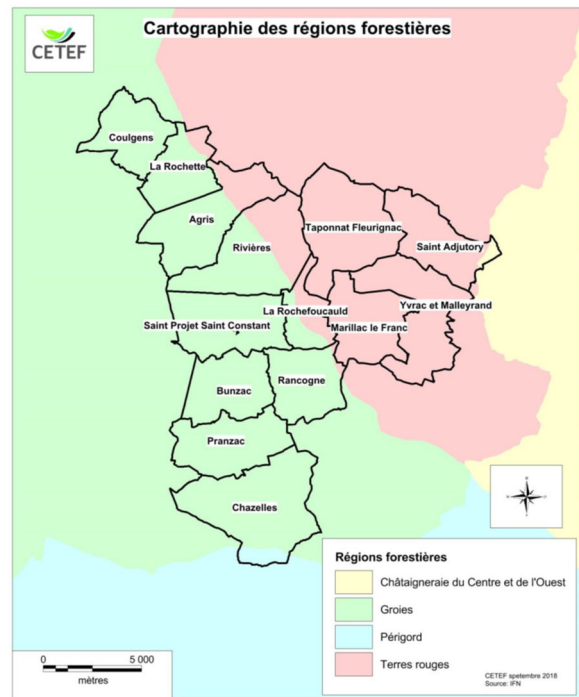 Cartographie des régions forestières
CETEF
Coulgens
La Rochette
Agris
Taponnat Fleurignac
Rivières
Saint Adjutory
La Rochefoucauld
Yvrac et Malleyrand
Saint Projet Saint Constant
Marillac le Franc
Rancogne
Bunzac
Pranzac
Chazelles
Régions forestières
Châtaigneraie du Centre et de l'Ouest
Groies
Périgord
Terres rouges
0 5 000
mètres
CETEF spetembre 2018
Source: IFN